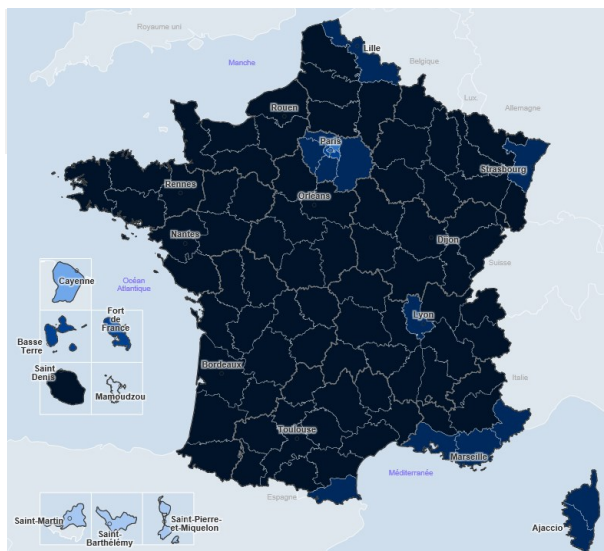 Royaume uni
Lille
Manche
Belgique
Lux.
Rouen
Allemagne
Paris
Strasbourg
Rennes
Orléans
Nantes
Dijon
Suisse
Cayenne
Océan
Atlantique
Fort
de
France
Lyon
Basse
Terre
Saint
Denis
Bordeaux
Mamoudzou
Italie
Toulouse
Marseille
Méditerranée
Espagne
Saint-Martin
Saint-
Barthélémy
Saint-Pierre-
et-Miquelon
Ajaccio